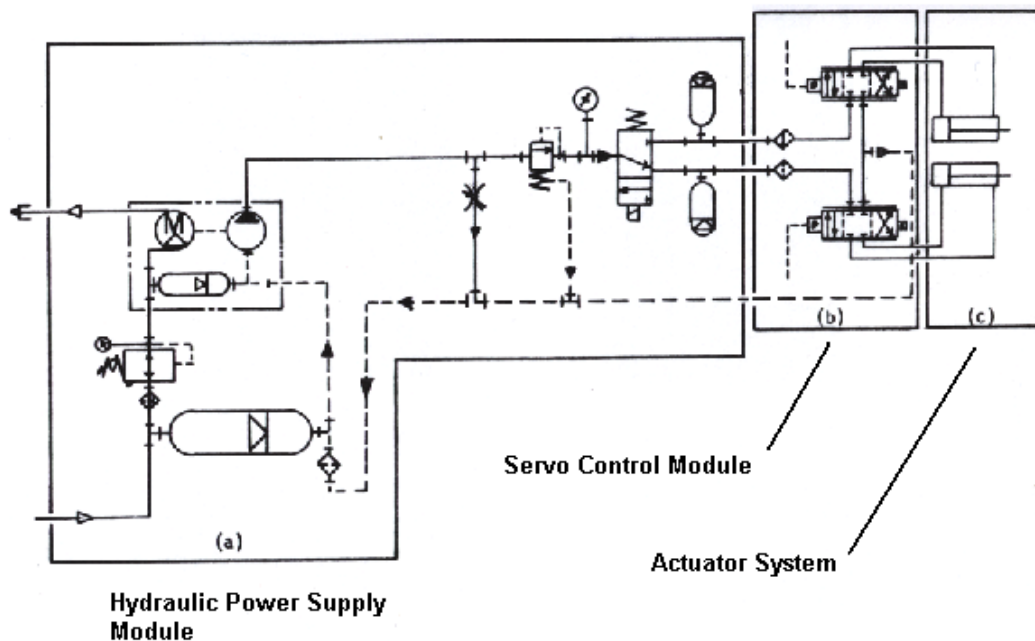 M
(a)
(b)
(c)
Servo Control Module
Actuator System
Hydraulic Power Supply
Module